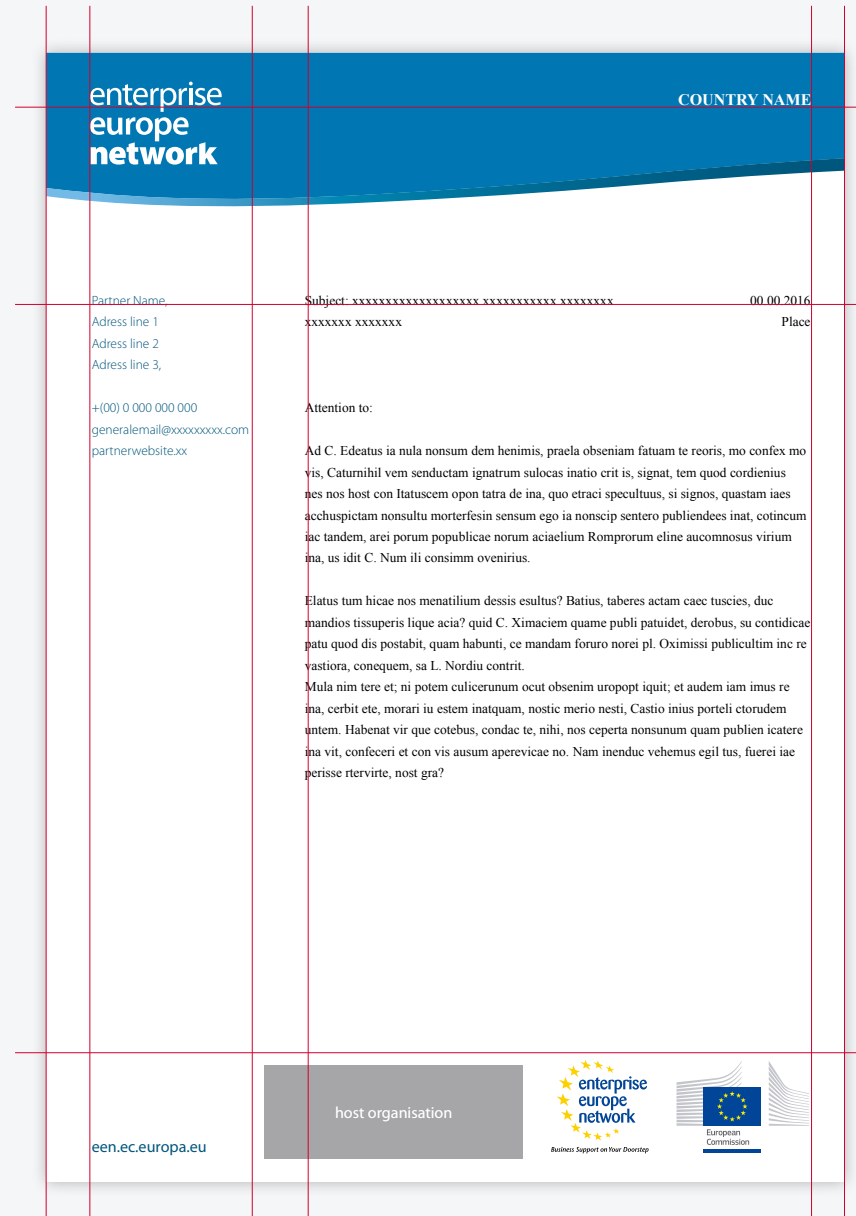 enterprise
europe
network
COUNTRY NAME
Partner Name,
Adress line 1
Adress line 2
Adress line 3,
+(00) 0 000 000 000
generalemail@xxxxxxxxx.com
partnerwebsite.xx
Subject: xxxxxxxxxxxxxxxxxxx xxxxxxxxxxx xxxxxxxx
xxxxxxx xxxxxxx
00 00 2016
Place
Attention to:
Ad C. Edeatus ia nula nonsum dem henimis, praela obseniam fatuam te reoris, mo confex mo
vis, Caturnihil vem senductam ignatrum sulocas inatio crit is, signat, tem quod cordienius
nes nos host con Itatuscem opon tatra de ina, quo etraci specultuus, si signos, quastam iaes
acchuspictam nonsultu morterfesin sensum ego ia nonscip sentero publiendees inat, cotincum
iac tandem, arei porum popublicae norum aciaelium Romprorum eline aucomnosus virium
ina, us idit C. Num ili consimm ovenirius.
Elatus tum hicae nos menatilium dessis esultus? Batius, taberes actam caec tuscies, duc
mandios tissuperis lique acia? quid C. Ximaciem quame publi patuidet, derobus, su contidicae
patu quod dis postabit, quam habunti, ce mandam foruro norei pl. Oximissi publicultim inc re
vastiora, conequem, sa L. Nordiu contrit.
Mula nim tere et; ni potem culicerunum ocut obsenim uropopt iquit; et audem iam imus re
ina, cerbit ete, morari iu estem inatquam, nostic merio nesti, Castio inius porteli ctorudem
untem. Habenat vir que cotebus, condac te, nihi, nos ceperta nonsunum quam publien icatere
ina vit, confeceri et con vis ausum aperevicae no. Nam inenduc vehemus egil tus, fuerei iae
perisse rtervirte, nost gra?
een.ec.europa.eu
host organisation
enterprise
europe
network
Business Support on Your Doorstep
European
Commission